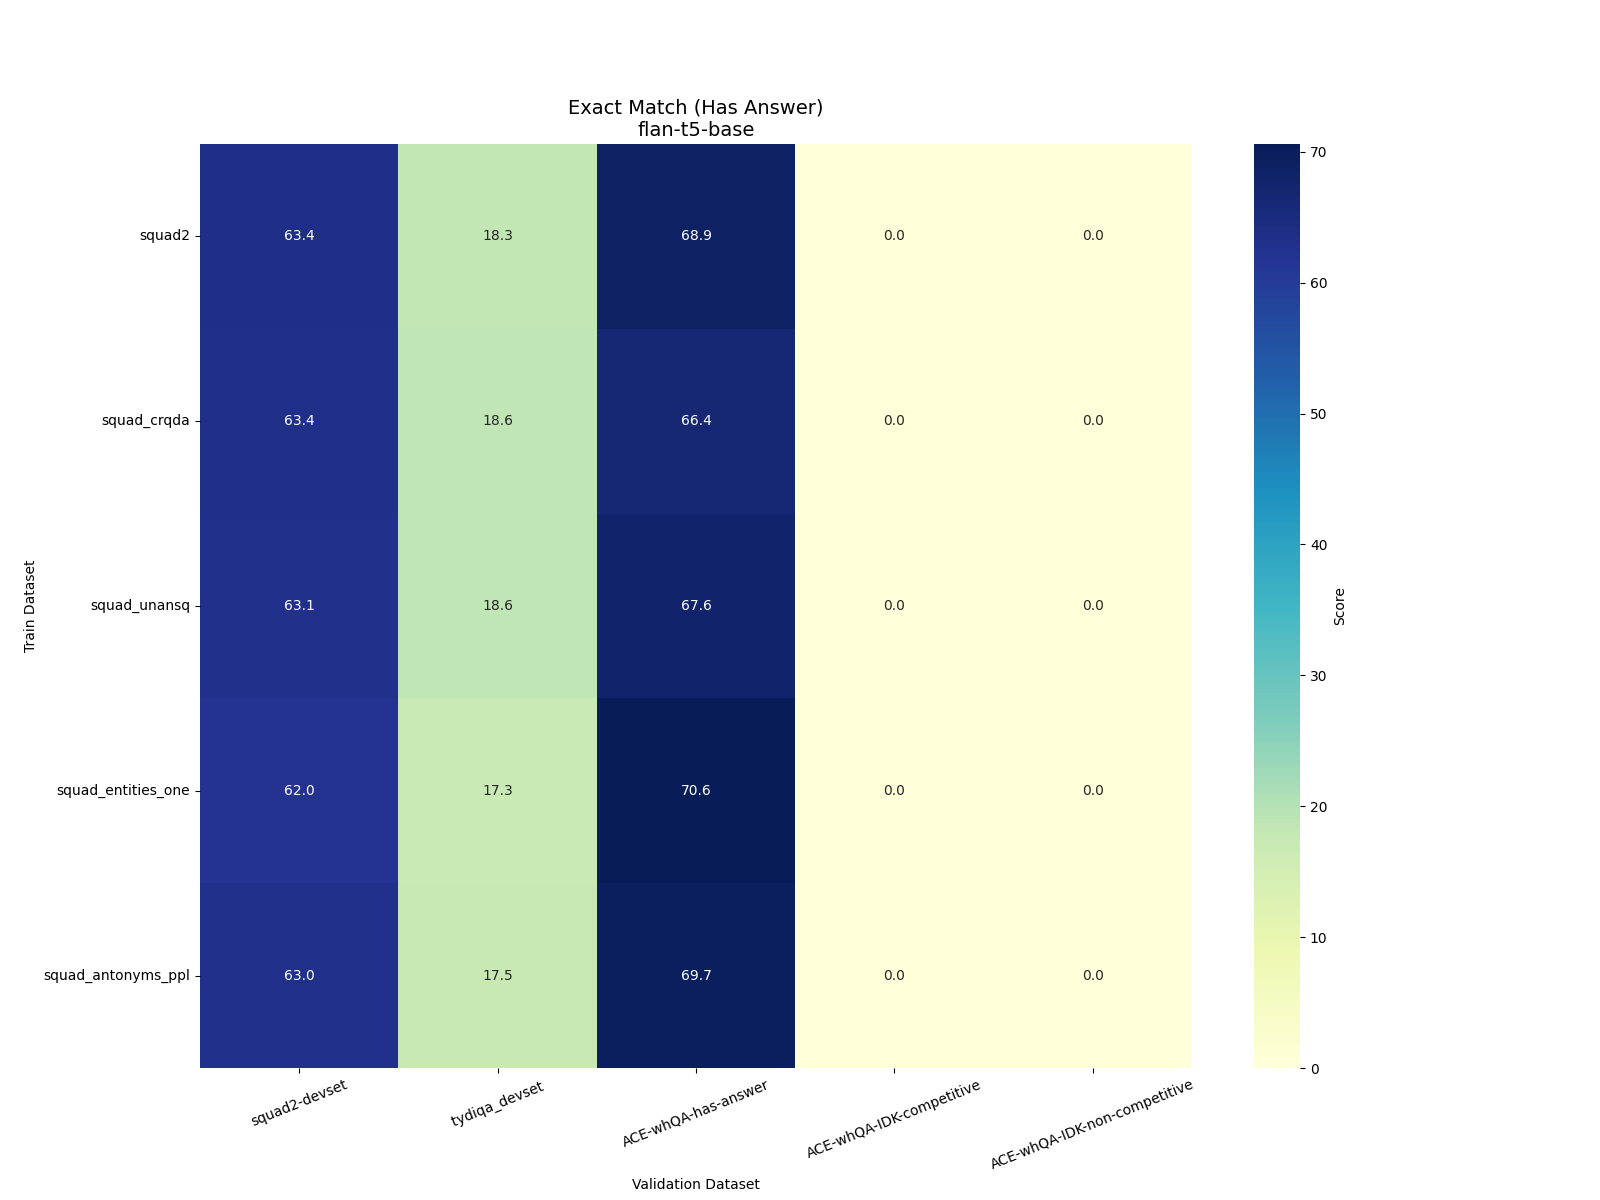 Exact Match (Has Answer)
flan-t5-base
Train Dataset
squad2 63.4 18.3 68.9 0.0 0.0
squad_crqda 63.4 18.6 66.4 0.0 0.0
squad_unansq 63.1 18.6 67.6 0.0 0.0
squad_entities_one 62.0 17.3 70.6 0.0 0.0
squad_antonyms_ppl 63.0 17.5 69.7 0.0 0.0
squad2-devset
tydiqa_devset
ACE-whQA-has-answer
ACE-whQA-IDK-competitive
ACE-whQA-IDK-non-competitive
Validation Dataset
70
60
50
40
30
20
10
0
Score